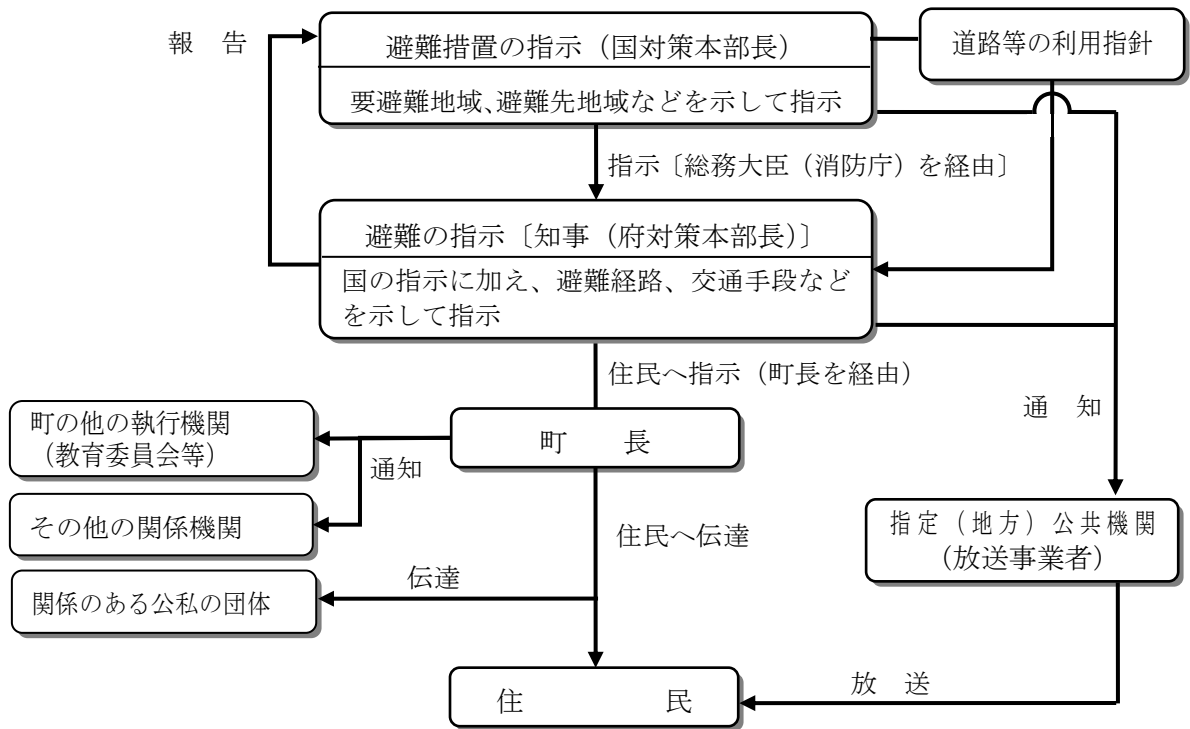 報 告
避難措置の指示（国対策本部長）
要避難地域、避難先地域などを示して指示
道路等の利用指針
指示〔総務大臣（消防庁）を経由〕
避難の指示〔知事（府対策本部長）〕
国の指示に加え、避難経路、交通手段など
を示して指示
住民へ指示（町長を経由）
通 知
町の他の執行機関
（教育委員会等）
町 長
通知
その他の関係機関
住民へ伝達
指定（地方）公共機関
（放送事業者）
関係のある公私の団体
伝達
住 民
放 送